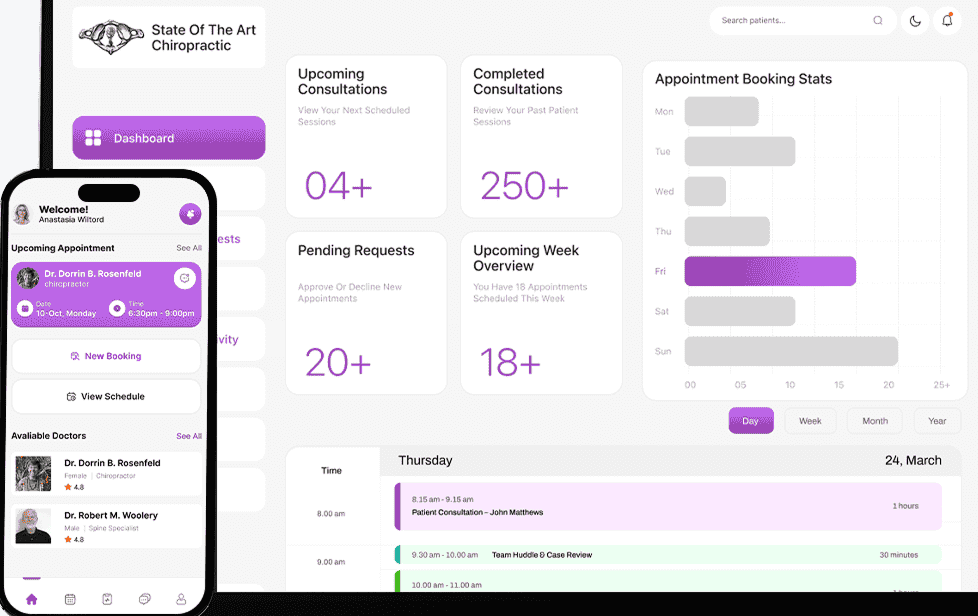 State Of The Art
Chiropractic
Search patients...
Dashboard
ests
vity
Upcoming
Consultations
View Your Next Scheduled
Sessions
04+
Completed
Consultations
Review Your Past Patient
Sessions
250+
Pending Requests
Approve Or Decline New
Appointments
20+
Upcoming Week
Overview
You Have 18 Appointments
Scheduled This Week
18+
Appointment Booking Stats
Mon
Tue
Wed
Thu
Fri
Sat
Sun
00 05 10 15 20 25+
Day Week Month Year
Time Thursday 24, March
8.00 am
8.15 am - 9.15 am
Patient Consultation – John Matthews
1 hours
9.00 am
9.30 am - 10.00 am Team Huddle & Case Review 30 minutes
10.00 am - 11.00 am
Welcome!
Anastasia Wiltord
Upcoming Appointment See All
Dr. Dorrin B. Rosenfeld
chiropractor
Date
10-Oct, Monday
Time
6:30pm - 9:00pm
New Booking
View Schedule
Avaliable Doctors See All
Dr. Dorrin B. Rosenfeld
Female | Chiropractor
4.8
Dr. Robert M. Woolery
Male | Spine Specialist
4.8